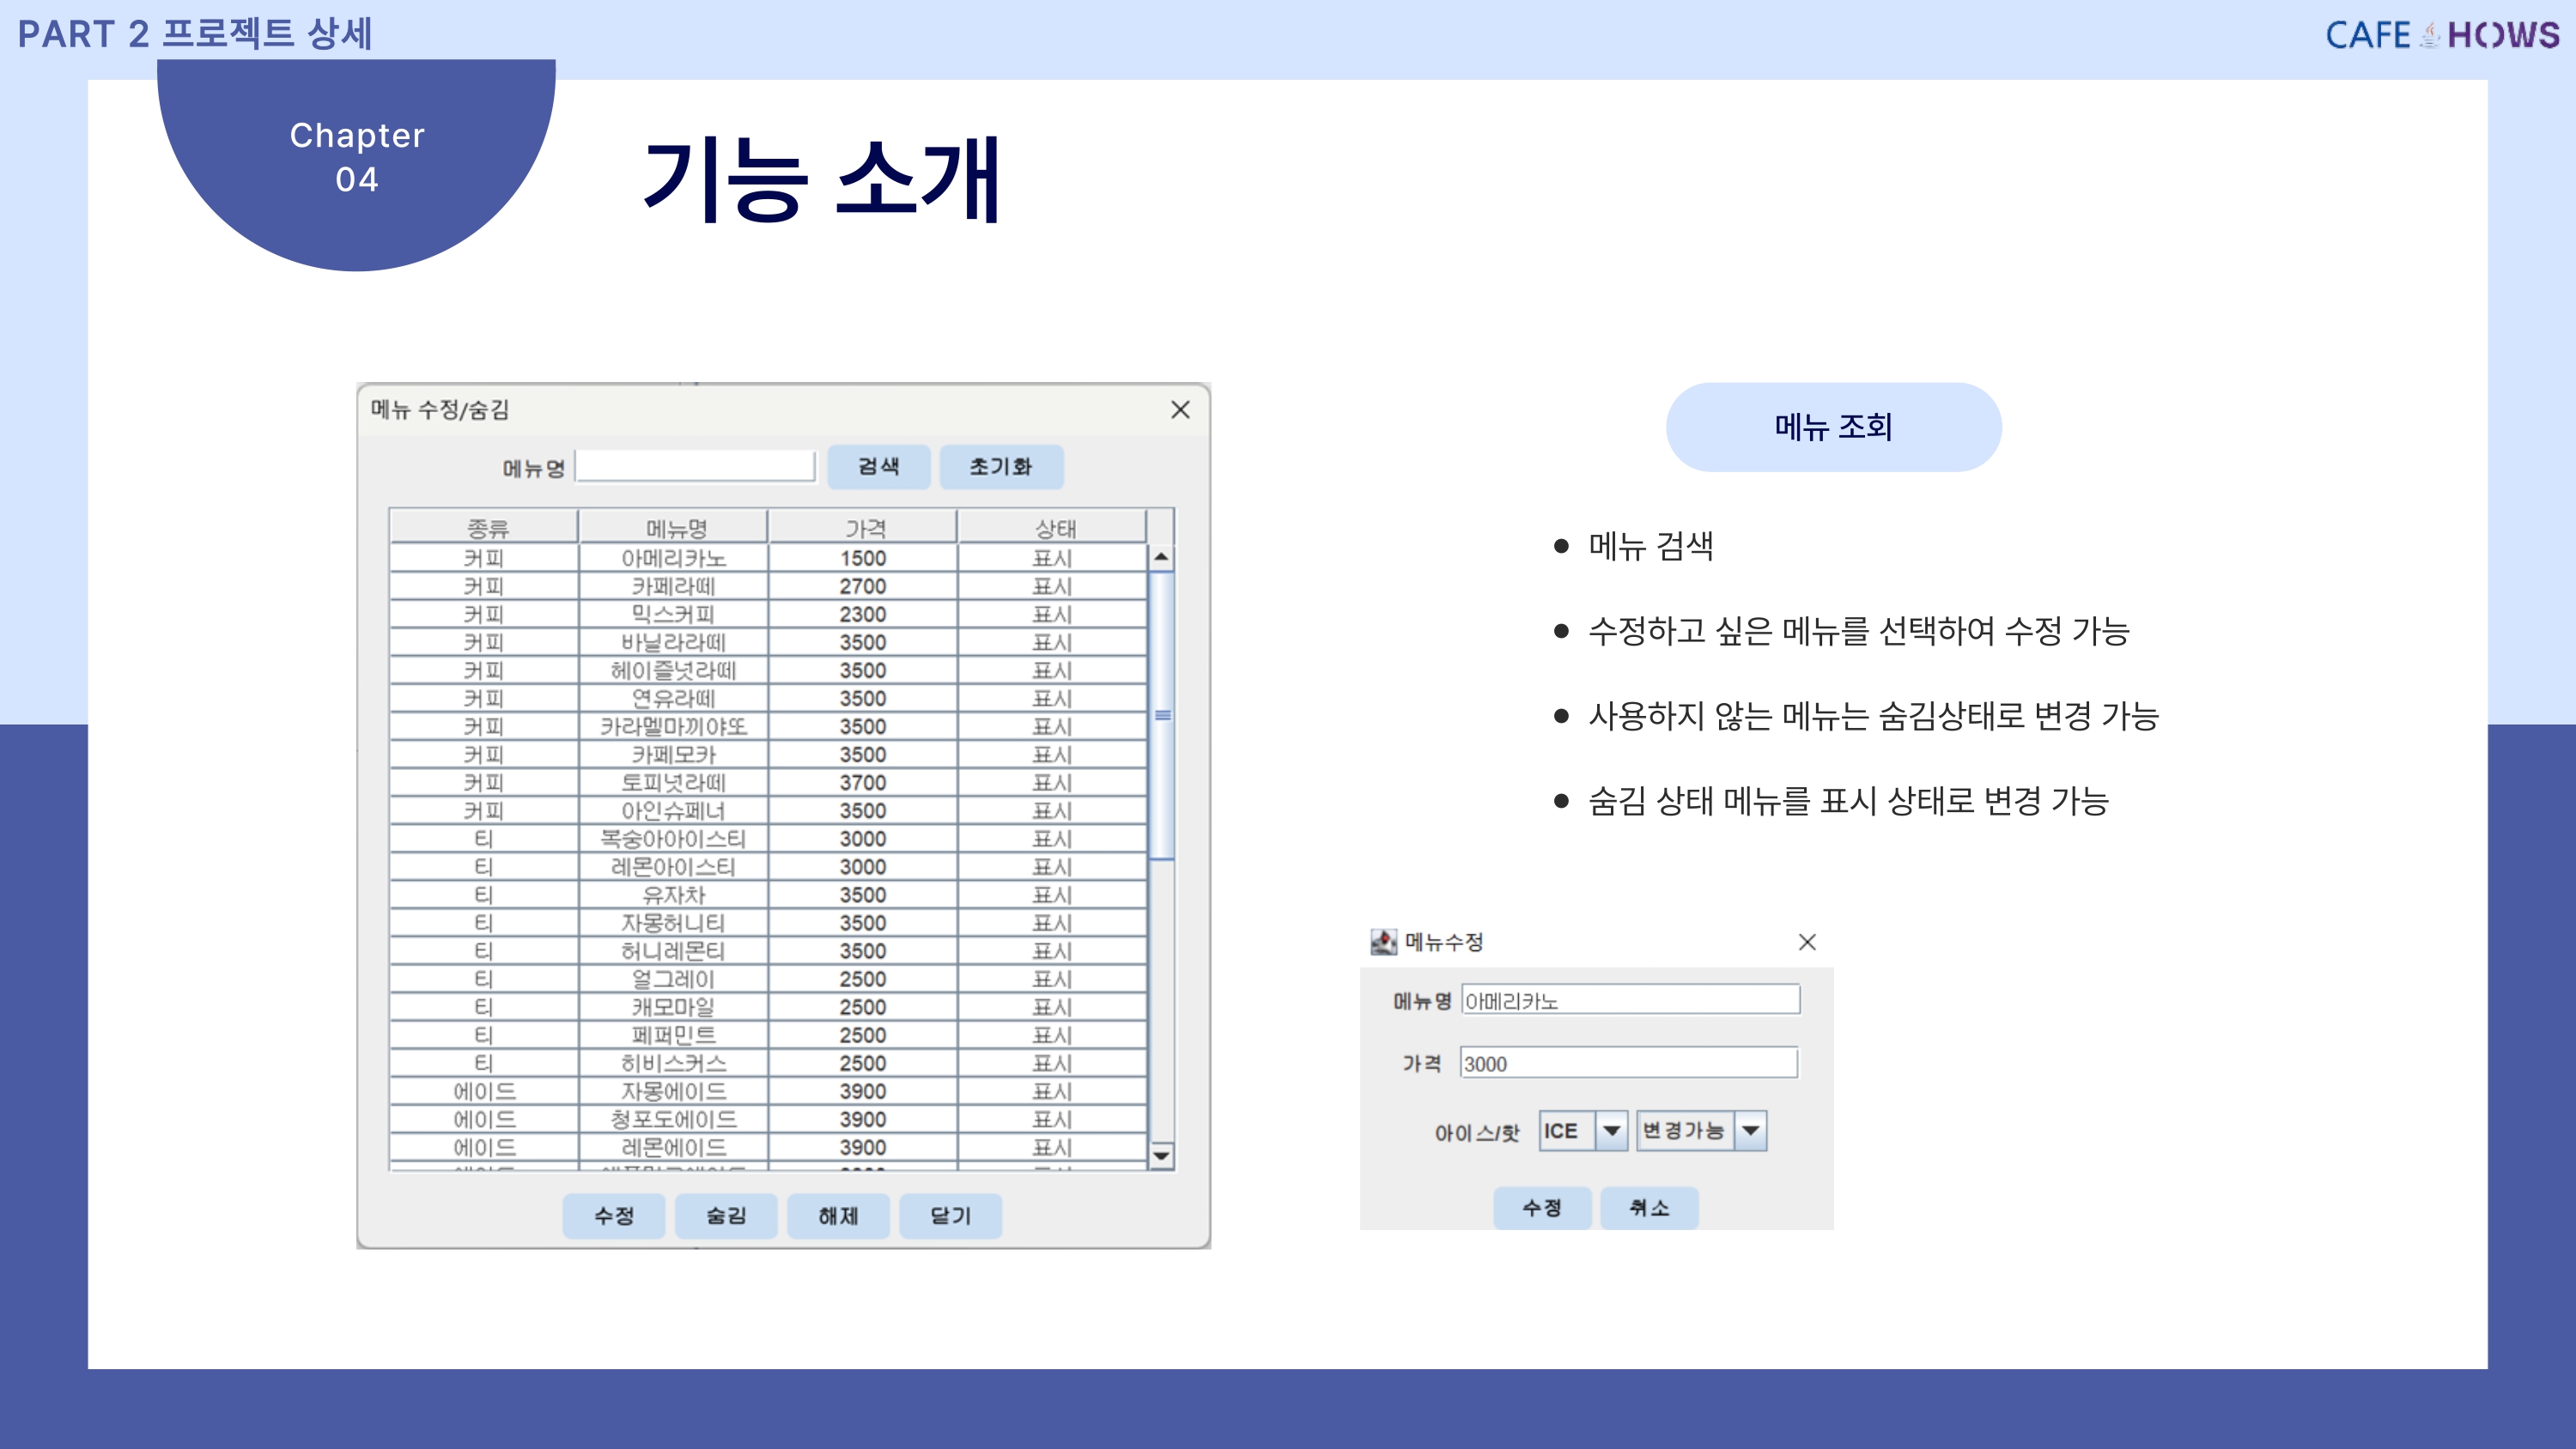 PART 2 프로젝트 상세
CAFE HOWS
Chapter
04
기능 소개
메뉴 수정/숨김
메뉴명 검색 초기화
종류 메뉴명 가격 상태
커피 아메리카노 1500 표시
커피 카페라떼 2700 표시
커피 믹스커피 2300 표시
커피 바닐라라떼 3500 표시
커피 헤이즐넛라떼 3500 표시
커피 연유라떼 3500 표시
커피 카라멜마끼야또 3500 표시
커피 카페모카 3500 표시
커피 토피넛라떼 3700 표시
커피 아인슈페너 3500 표시
티 복숭아아이스티 3000 표시
티 레몬아이스티 3000 표시
티 유자차 3500 표시
티 자몽허니티 3500 표시
티 허니레몬티 3500 표시
티 얼그레이 2500 표시
티 캐모마일 2500 표시
티 페퍼민트 2500 표시
티 히비스커스 2500 표시
에이드 자몽에이드 3900 표시
에이드 청포도에이드 3900 표시
에이드 레몬에이드 3900 표시
수정 숨김 해제 닫기
메뉴 조회
● 메뉴 검색
● 수정하고 싶은 메뉴를 선택하여 수정 가능
● 사용하지 않는 메뉴는 숨김상태로 변경 가능
● 숨김 상태 메뉴를 표시 상태로 변경 가능
메뉴수정
메뉴명 아메리카노
가격 3000
아이스/핫 ICE 변경가능
수정 취소